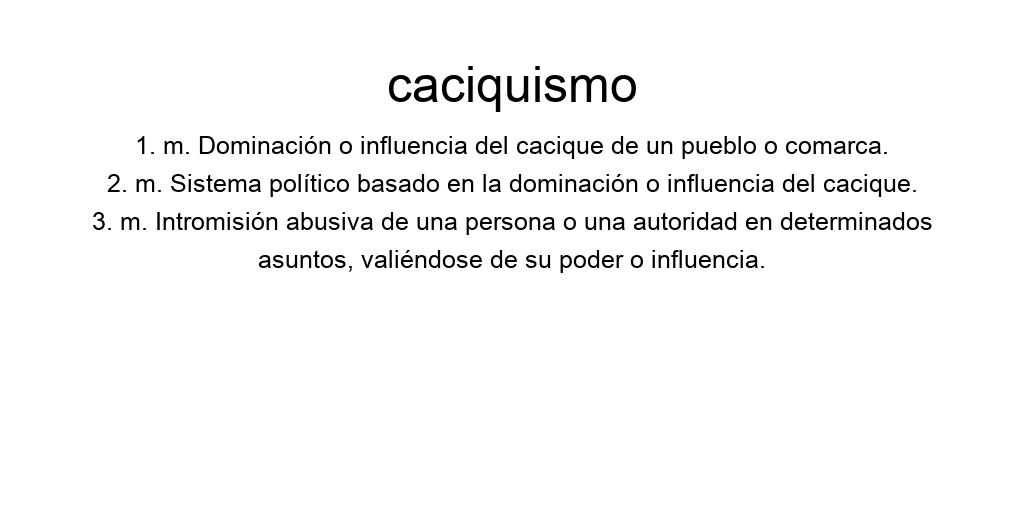 caciquismo
1. m. Dominación o influencia del cacique de un pueblo o comarca.
2. m. Sistema político basado en la dominación o influencia del cacique.
3. m. Intromisión abusiva de una persona o una autoridad en determinados
asuntos, valiéndose de su poder o influencia.